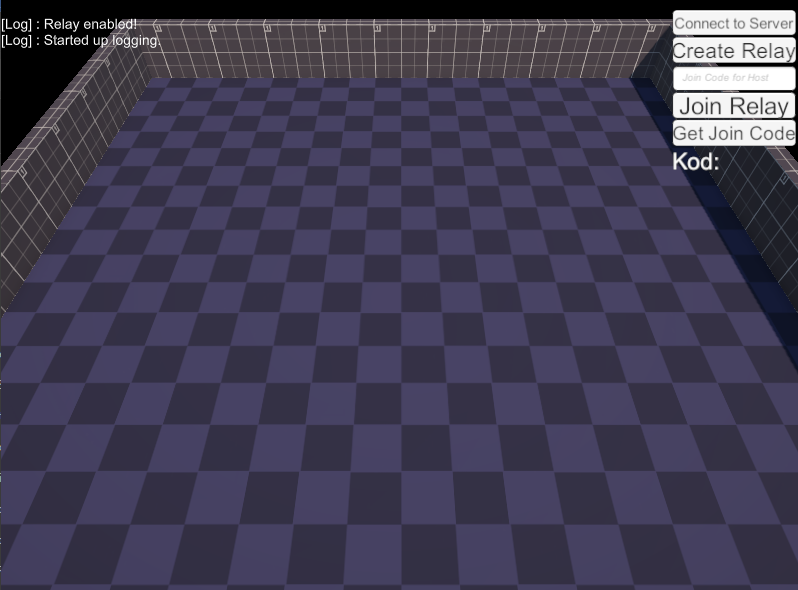 [Log] : Relay enabled!
[Log] : Started up logging.
Connect to Server
Create Relay
Join Code for Host
Join Relay
Get Join Code
Kod: